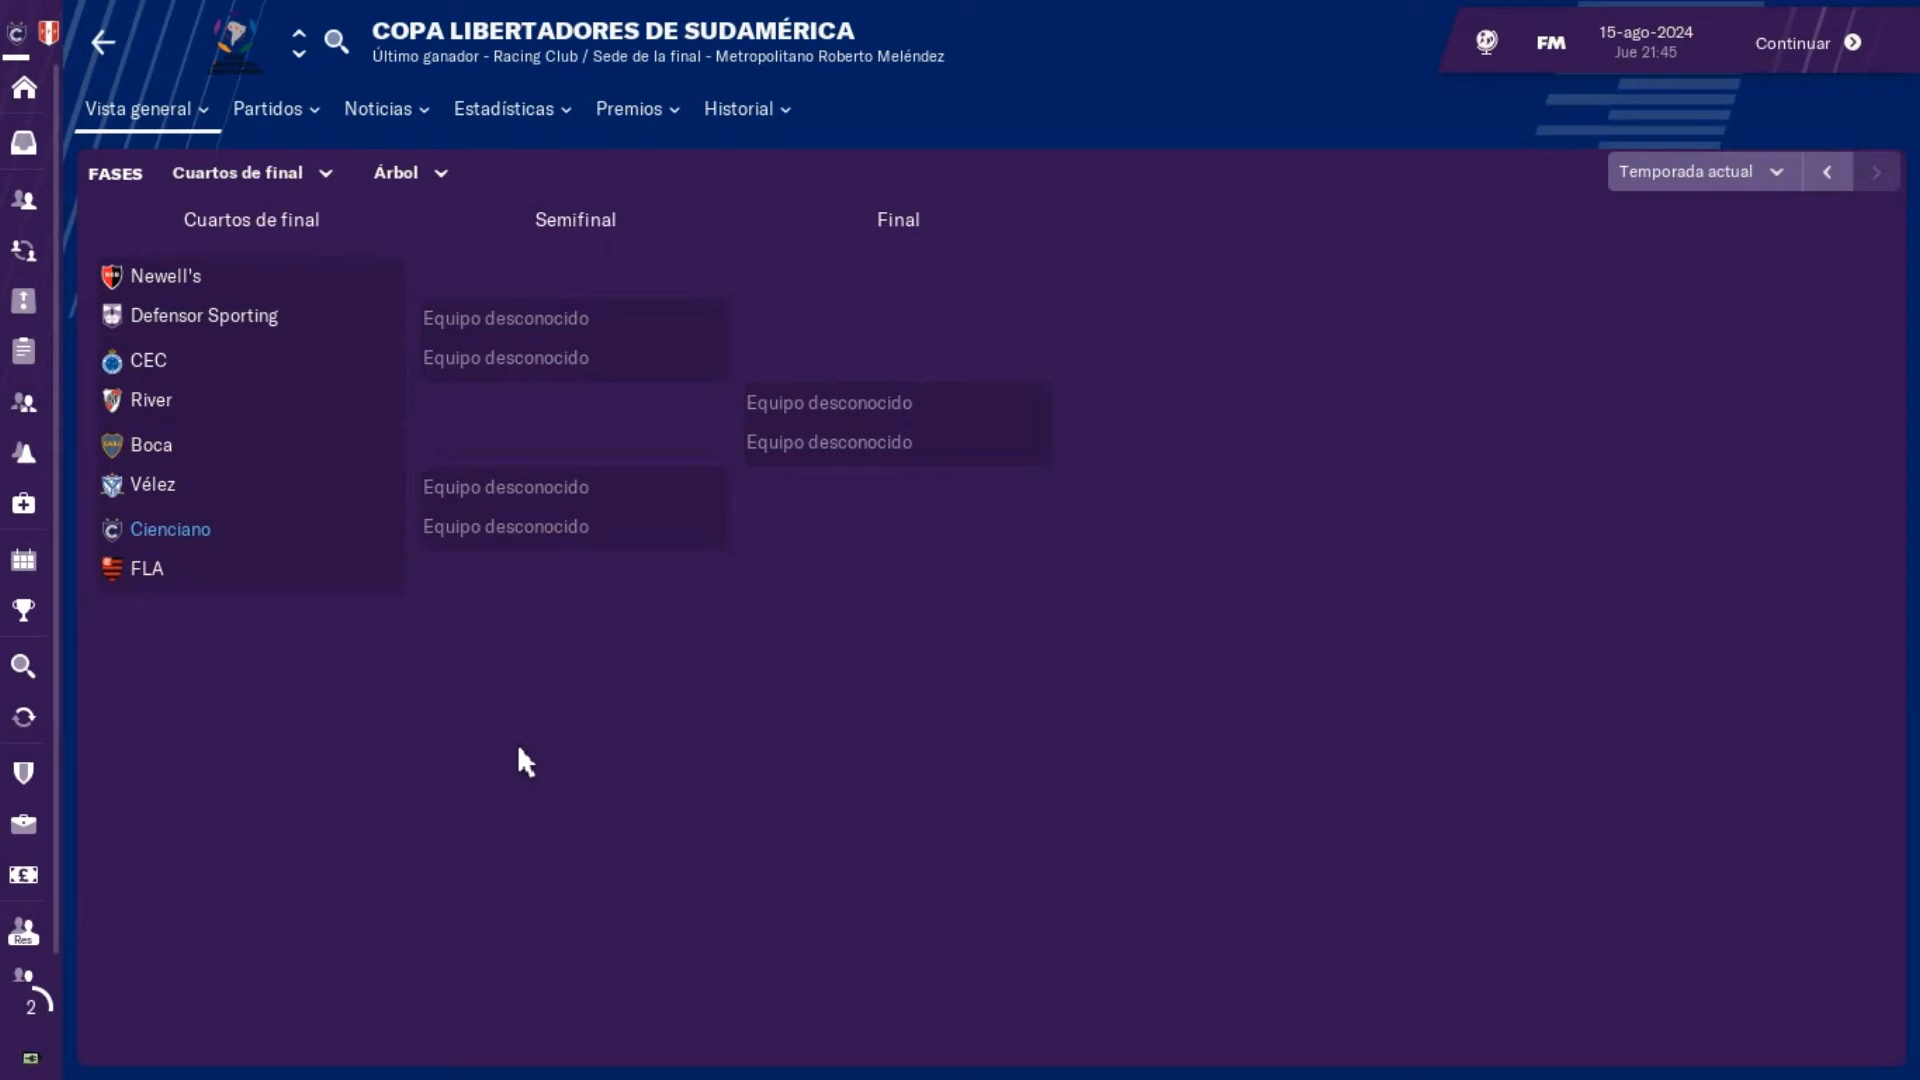 COPA LIBERTADORES DE SUDAMÉRICA
Último ganador - Racing Club / Sede de la final - Metropolitano Roberto Meléndez
FM
15-ago-2024
Jue 21:45
Continuar
Vista general
Partidos
Noticias
Estadísticas
Premios
Historial
FASES
Cuartos de final
Árbol
Temporada actual
Cuartos de final
Semifinal
Final
Newell's
Defensor Sporting
CEC
River
Boca
Vélez
Cienciano
FLA
Equipo desconocido
Equipo desconocido
Equipo desconocido
Equipo desconocido
Equipo desconocido
Equipo desconocido
Res
2